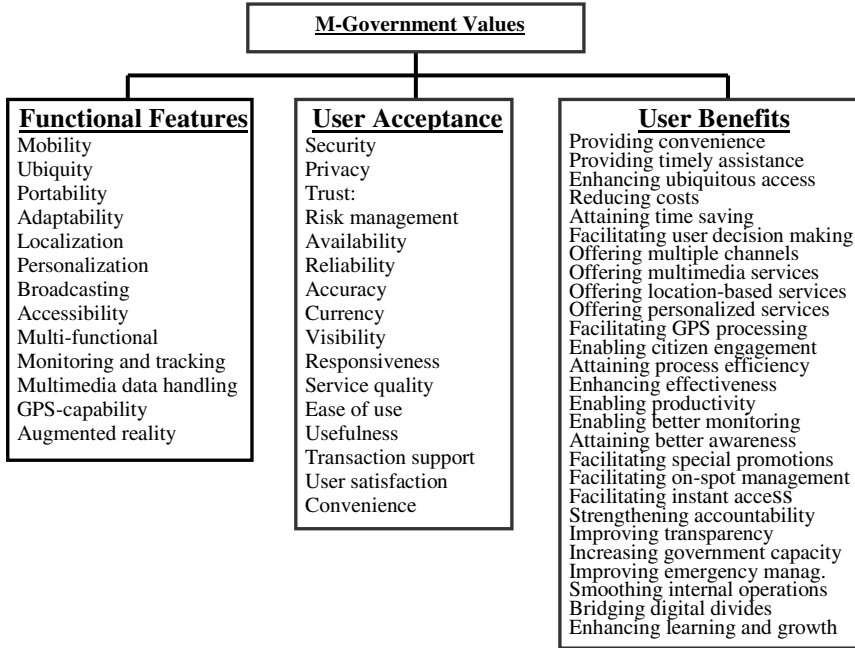 M-Government Values
Functional Features
Mobility
Ubiquity
Portability
Adaptability
Localization
Personalization
Broadcasting
Accessibility
Multi-functional
Monitoring and tracking
Multimedia data handling
GPS-capability
Augmented reality
User Acceptance
Security
Privacy
Trust:
Risk management
Availability
Reliability
Accuracy
Currency
Visibility
Responsiveness
Service quality
Ease of use
Usefulness
Transaction support
User satisfaction
Convenience
User Benefits
Providing convenience
Providing timely assistance
Enhancing ubiquitous access
Reducing costs
Attaining time saving
Facilitating user decision making
Offering multiple channels
Offering multimedia services
Offering location-based services
Offering personalized services
Facilitating GPS processing
Enabling citizen engagement
Attaining process efficiency
Enhancing effectiveness
Enabling productivity
Enabling better monitoring
Attaining better awareness
Facilitating special promotions
Facilitating on-spot management
Facilitating instant access
Strengthening accountability
Improving transparency
Increasing government capacity
Improving emergency manag.
Smoothing internal operations
Bridging digital divides
Enhancing learning and growth